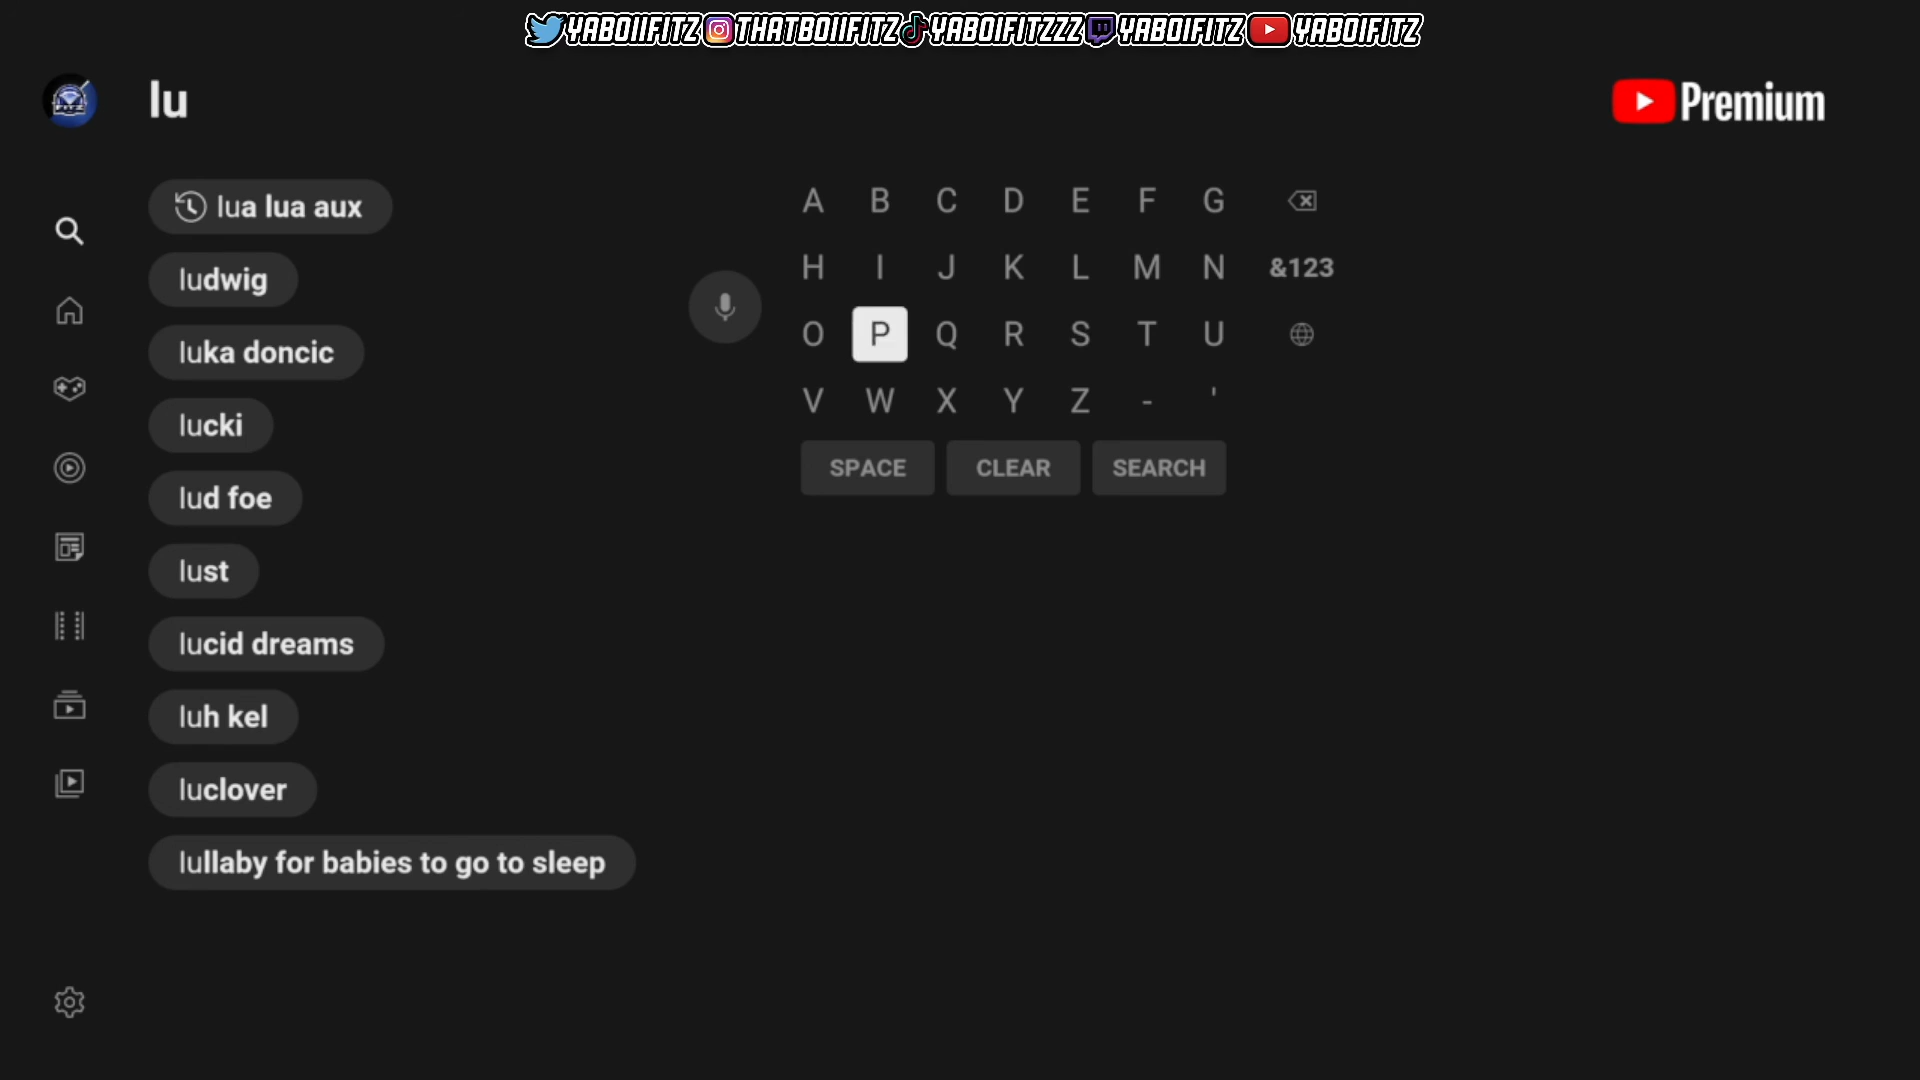 YABOIIFITZ THATBOIIFITZ YABOIFITZZZ YABOIFITZ YABOIFITZ
FITZ
lu
Premium
lua lua aux
ludwig
luka doncic
lucki
lud foe
lust
lucid dreams
luh kel
luclover
lullaby for babies to go to sleep
A B C D E F G
H I J K L M N &123
O P Q R S T U
V W X Y Z - '
SPACE CLEAR SEARCH